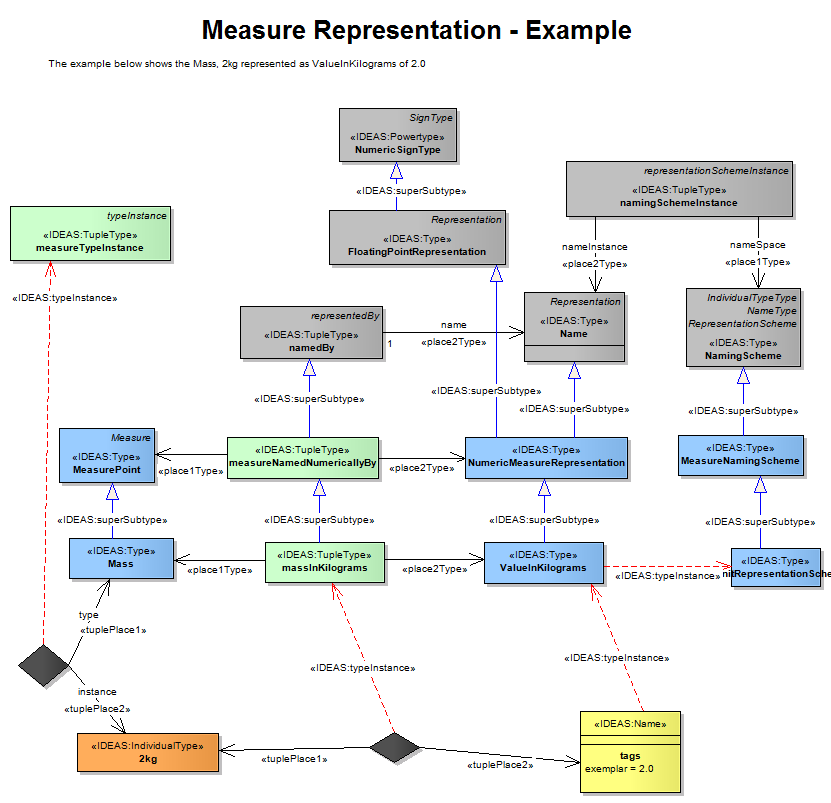 Measure Representation - Example
The example below shows the Mass, 2kg represented as ValueInKilograms of 2.0
SignType
«IDEAS:Powertype»
NumericSignType
representationSchemeInstance
«IDEAS:TupleType»
namingSchemeInstance
«IDEAS:superSubtype»
typeInstance
«IDEAS:TupleType»
measureTypeInstance
Representation
«IDEAS:Type»
FloatingPointRepresentation
nameInstance
«place2Type»
nameSpace
«place1Type»
«IDEAS:typeInstance»
representedBy
«IDEAS:TupleType»
namedBy
name
«place2Type»
1
Representation
«IDEAS:Type»
Name
IndividualTypeType
NameType
RepresentationScheme
«IDEAS:Type»
NamingScheme
«IDEAS:superSubtype»
«IDEAS:superSubtype»
«IDEAS:superSubtype»
«IDEAS:superSubtype»
Measure
«IDEAS:Type»
MeasurePoint
«place1Type»
«IDEAS:TupleType»
measureNamedNumericallyBy
«place2Type»
«IDEAS:Type»
NumericMeasureRepresentation
«IDEAS:Type»
MeasureNamingScheme
«IDEAS:superSubtype»
«IDEAS:superSubtype»
«IDEAS:superSubtype»
«IDEAS:superSubtype»
«IDEAS:Type»
Mass
«place1Type»
«IDEAS:TupleType»
massInKilograms
«place2Type»
«IDEAS:Type»
ValueInKilograms
«IDEAS:typeInstance»
«IDEAS:Type»
nitRepresentationSche
type
«tuplePlace1»
«IDEAS:typeInstance»
«IDEAS:typeInstance»
instance
«tuplePlace2»
«IDEAS:IndividualType»
2kg
«tuplePlace1»
«tuplePlace2»
«IDEAS:Name»
tags
exemplar = 2.0